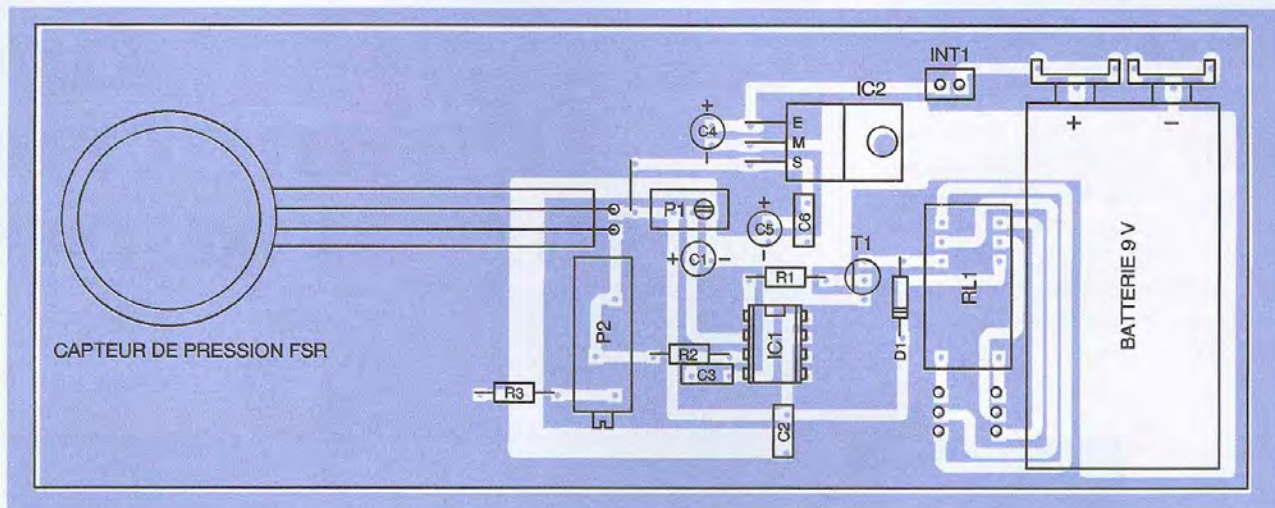 INT1
IC2
+
C4
-
E
M
S
+
-
P1
+
C5
-
C6
+
C1
-
T1
R1
RL1
BATTERIE 9 V
P2
IC1
D1
CAPTEUR DE PRESSION FSR
R2
C3
R3
C2